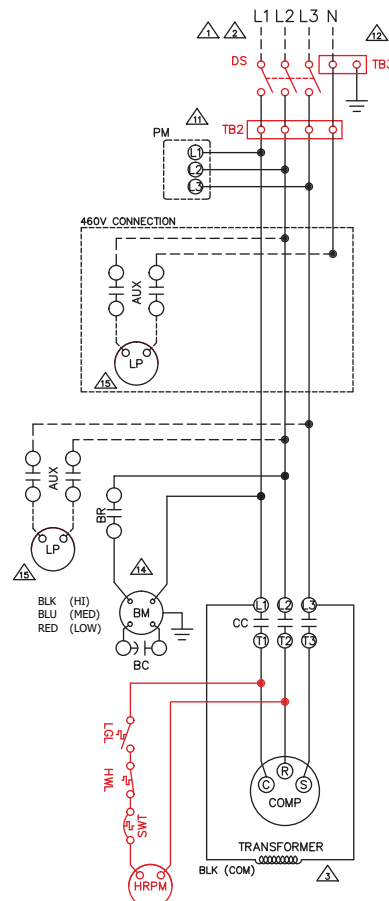 L1 L2 L3 N
1 2 12
DS
TB3
TB2
11
PM
L1
L2
L3
460V CONNECTION
AUX
LP
15
AUX
LP
15
BR
14
BM
BC
BLK (HI)
BLU (MED)
RED (LOW)
L1 L2 L3
CC
T1 T2 T3
LGL
HWL
SWT
HRPM
C R S
COMP
TRANSFORMER
BLK (COM)
3